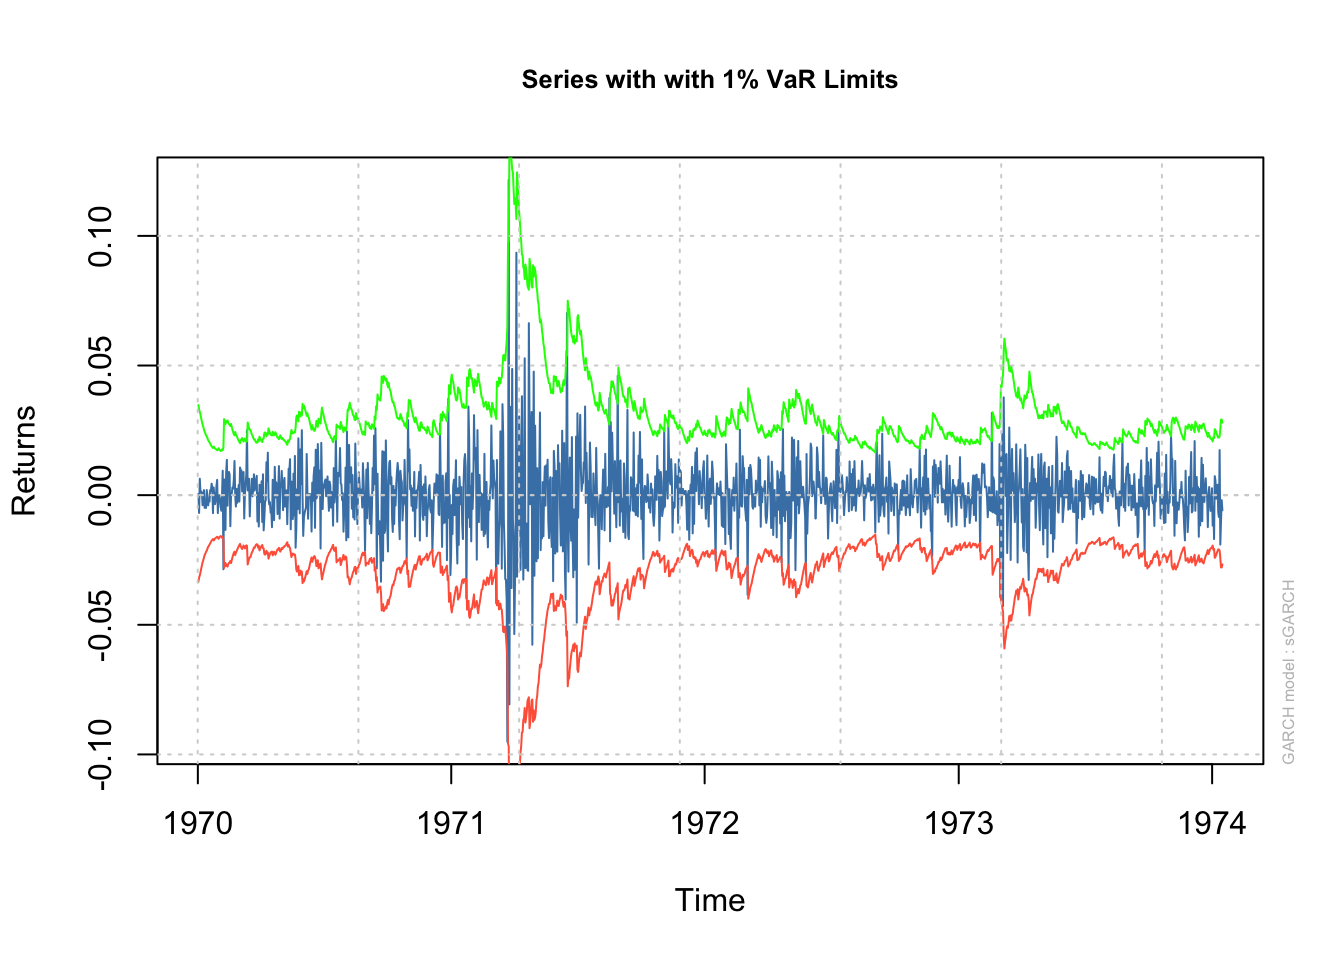 Series with with 1% VaR Limits
Returns
0.10
0.05
0.00
-0.05
-0.10
1970 1971 1972 1973 1974
Time
GARCH model : sGARCH